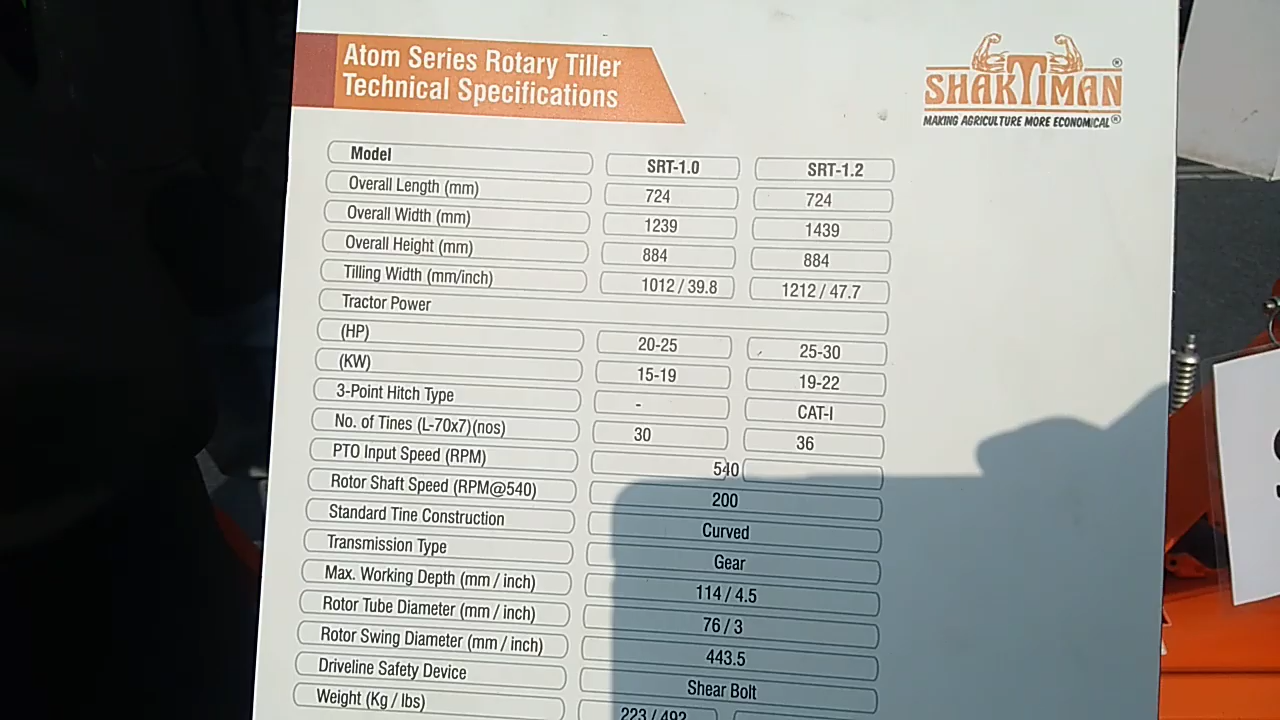 Atom Series Rotary Tiller
Technical Specifications
SHAKTIMAN®
MAKING AGRICULTURE MORE ECONOMICAL®
Model SRT-1.0 SRT-1.2
Overall Length (mm) 724 724
Overall Width (mm) 1239 1439
Overall Height (mm) 884 884
Tilling Width (mm/inch) 1012 / 39.8 1212 / 47.7
Tractor Power
(HP) 20-25 25-30
(KW) 15-19 19-22
3-Point Hitch Type - CAT-I
No. of Tines (L-70x7)(nos) 30 36
PTO Input Speed (RPM) 540
Rotor Shaft Speed (RPM@540) 200
Standard Tine Construction Curved
Transmission Type Gear
Max. Working Depth (mm / inch) 114 / 4.5
Rotor Tube Diameter (mm / inch) 76 / 3
Rotor Swing Diameter (mm / inch) 443.5
Driveline Safety Device Shear Bolt
Weight (Kg / lbs) 223 / 492